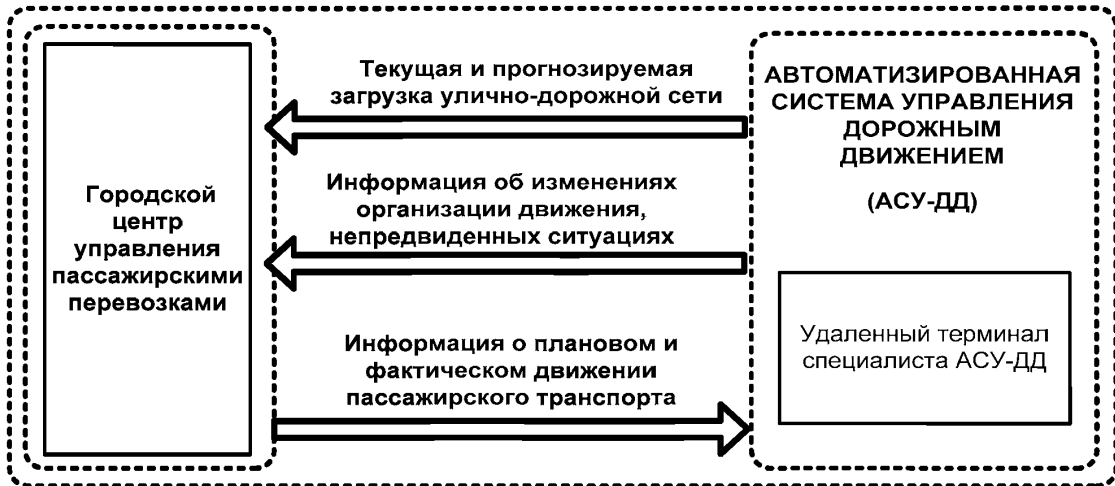 Городской
центр
управления
пассажирскими
перевозками
Текущая и прогнозируемая
загрузка улично-дорожной сети
Информация об изменениях
организации движения,
непредвиденных ситуациях
Информация о плановом и
фактическом движении
пассажирского транспорта
АВТОМАТИЗИРОВАННАЯ
СИСТЕМА УПРАВЛЕНИЯ
ДОРОЖНЫМ
ДВИЖЕНИЕМ
(АСУ-ДД)
Удаленный терминал
специалиста АСУ-ДД